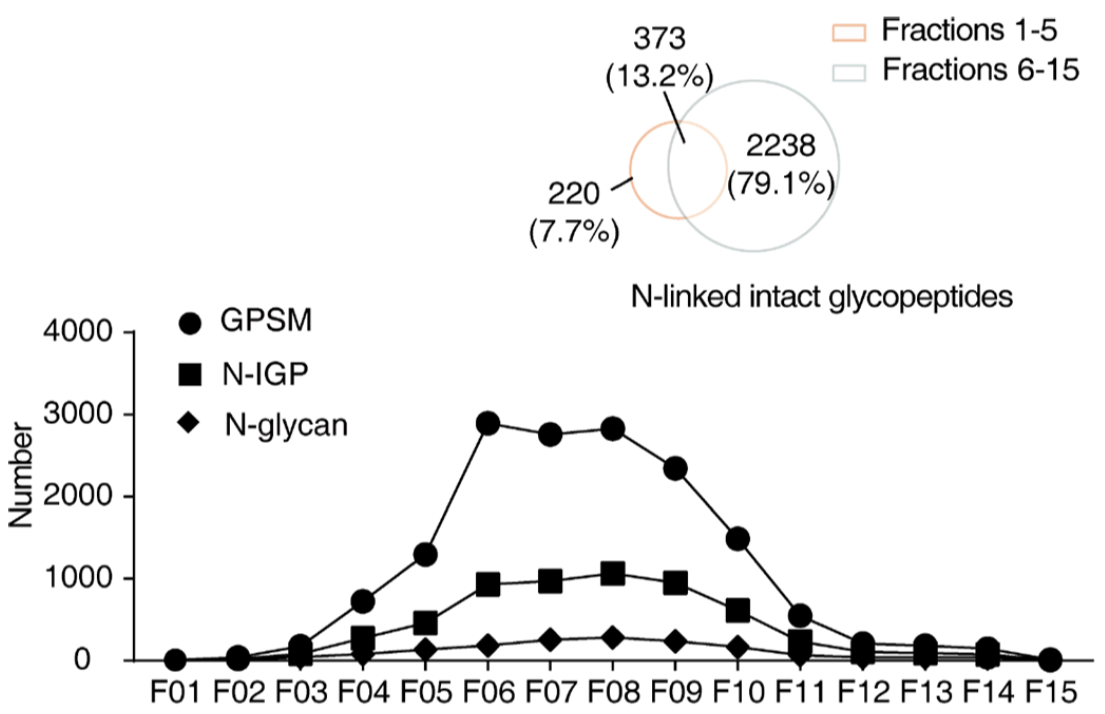 373
(13.2%)
Fractions 1-5
Fractions 6-15
2238
(79.1%)
220
(7.7%)
N-linked intact glycopeptides
GPSM
N-IGP
N-glycan
Number
4000
3000
2000
1000
0
F01 F02 F03 F04 F05 F06 F07 F08 F09 F10 F11 F12 F13 F14 F15